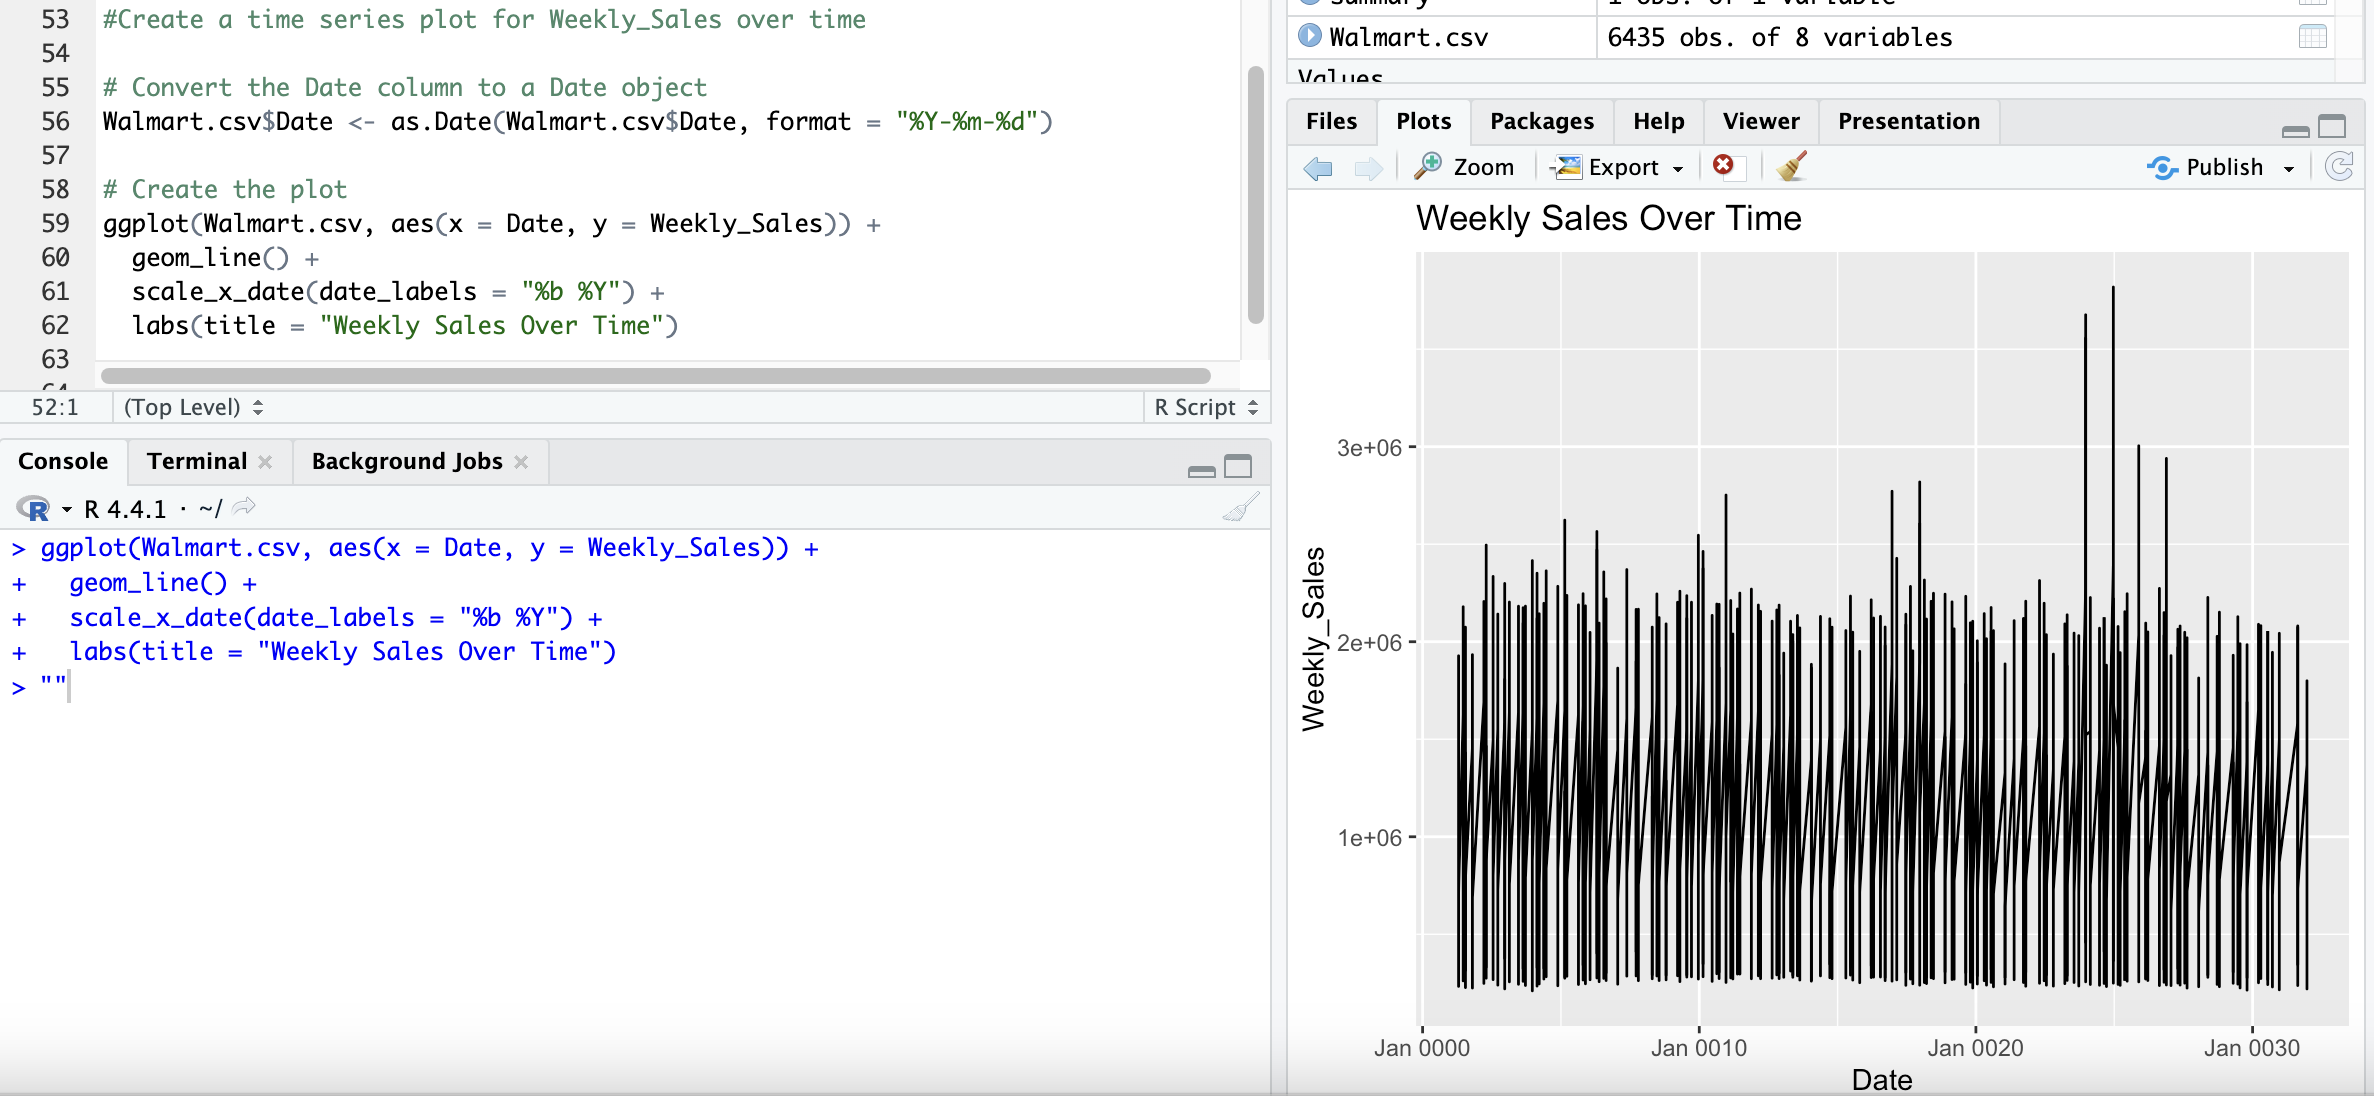 53 #Create a time series plot for Weekly_Sales over time
54
55 # Convert the Date column to a Date object
56 Walmart.csv$Date <- as.Date(Walmart.csv$Date, format = "%Y-%m-%d")
57
58 # Create the plot
59 ggplot(Walmart.csv, aes(x = Date, y = Weekly_Sales)) +
60   geom_line() +
61   scale_x_date(date_labels = "%b %Y") +
62   labs(title = "Weekly Sales Over Time")
63
64
52:1 (Top Level) R Script
Console Terminal Background Jobs
R R 4.4.1 · ~/
> ggplot(Walmart.csv, aes(x = Date, y = Weekly_Sales)) +
+   geom_line() +
+   scale_x_date(date_labels = "%b %Y") +
+   labs(title = "Weekly Sales Over Time")
> ""
summary 1 obs. of 1 variable
Walmart.csv 6435 obs. of 8 variables
Values
Files Plots Packages Help Viewer Presentation
Zoom Export Publish
Weekly Sales Over Time
Weekly_Sales
3e+06
2e+06
1e+06
Jan 0000 Jan 0010 Jan 0020 Jan 0030
Date